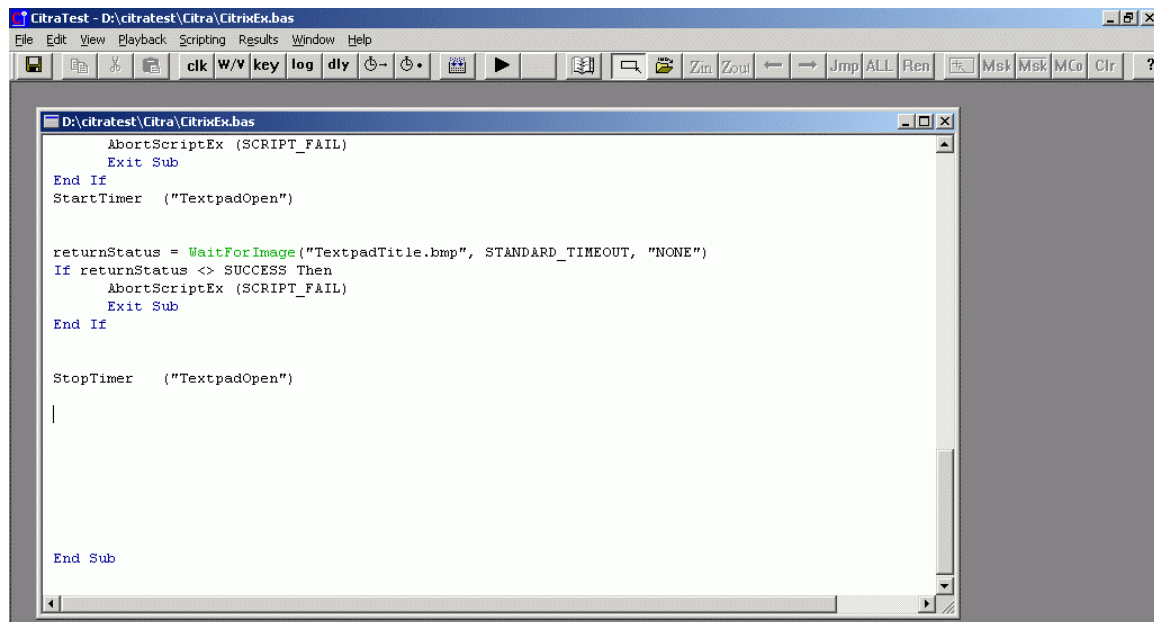 CitraTest - D:\citratest\Citra\CitrixEx.bas
File Edit View Playback Scripting Results Window Help
clk W/V key log dly Zin Zout Jmp ALL Ren Msk Msk MCo Clr ?
D:\citratest\Citra\CitrixEx.bas
AbortScriptEx (SCRIPT_FAIL)
Exit Sub
End If
StartTimer ("TextpadOpen")
returnStatus = WaitForImage("TextpadTitle.bmp", STANDARD_TIMEOUT, "NONE")
If returnStatus <> SUCCESS Then
AbortScriptEx (SCRIPT_FAIL)
Exit Sub
End If
StopTimer ("TextpadOpen")
End Sub